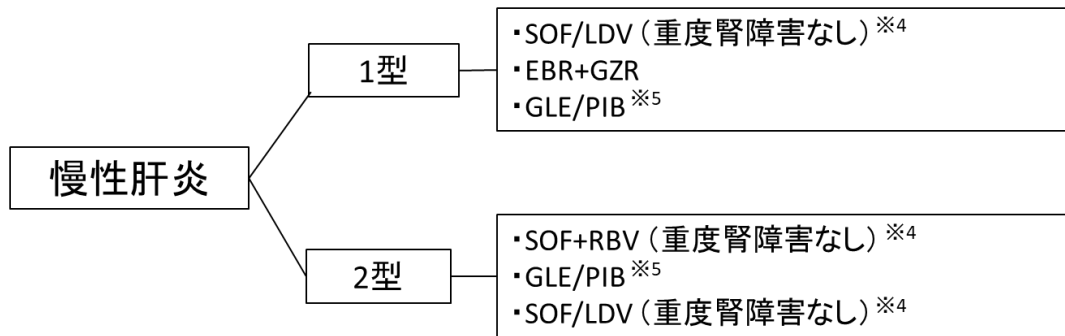 慢性肝炎
1型
・SOF/LDV（重度腎障害なし）※4
・EBR+GZR
・GLE/PIB※5
2型
・SOF+RBV（重度腎障害なし）※4
・GLE/PIB※5
・SOF/LDV（重度腎障害なし）※4